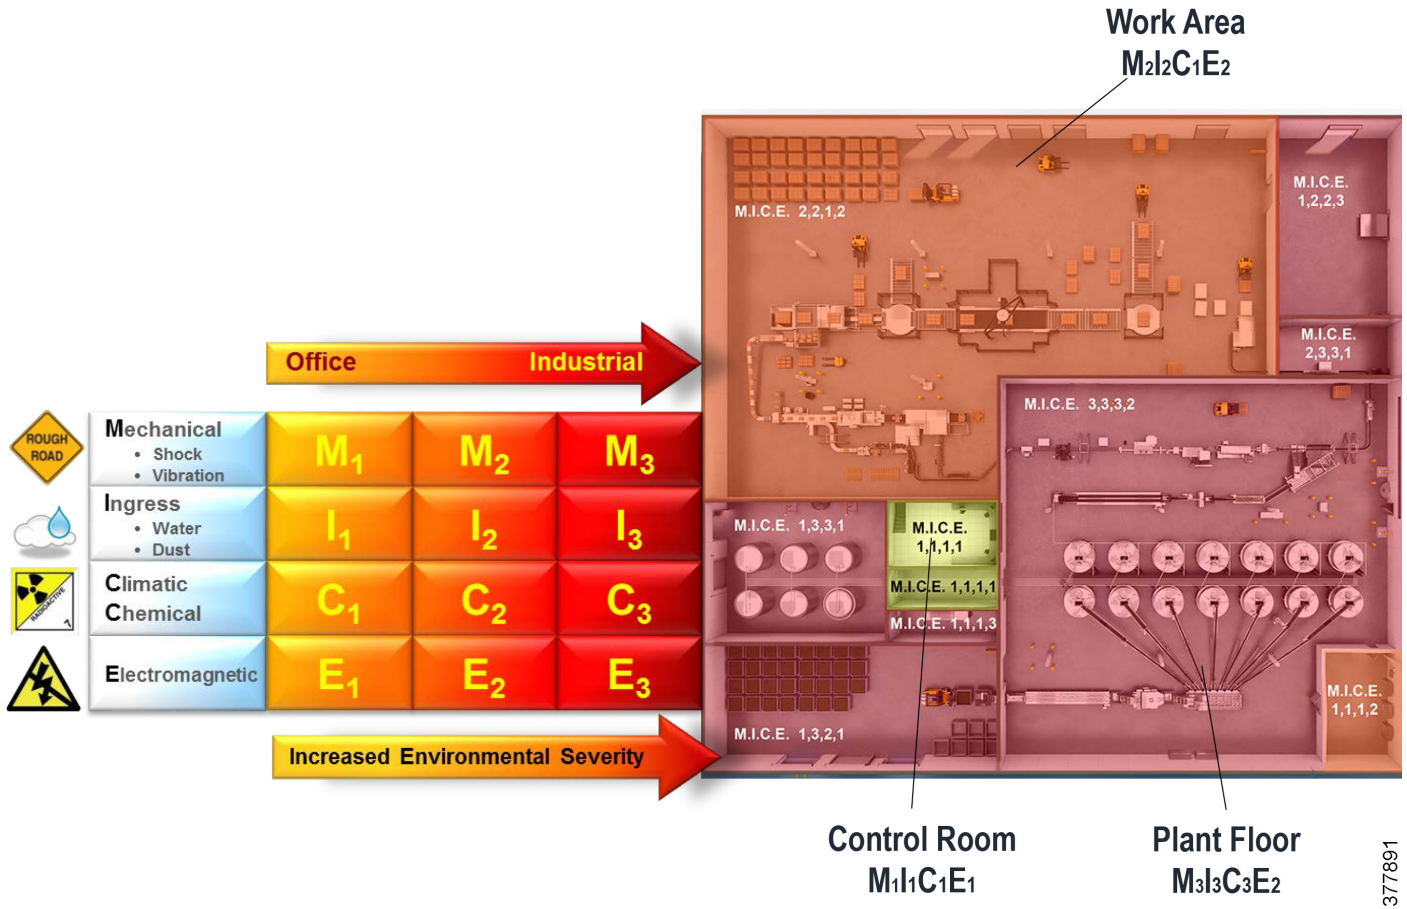 Work Area
M2I2C1E2
M.I.C.E.
1,2,2,3
M.I.C.E. 2,2,1,2
M.I.C.E.
2,3,3,1
Office Industrial
M.I.C.E. 3,3,3,2
ROUGH
ROAD
Mechanical
• Shock
• Vibration
M1 M2 M3
Ingress
• Water
• Dust
I1 I2 I3
M.I.C.E. 1,3,3,1
M.I.C.E.
1,1,1,1
M.I.C.E. 1,1,1,1
M.I.C.E. 1,1,1,3
RADIOACTIVE
7
Climatic
Chemical
C1 C2 C3
Electromagnetic
E1 E2 E3
M.I.C.E.
1,1,1,2
M.I.C.E. 1,3,2,1
Increased Environmental Severity
Control Room
M1I1C1E1
Plant Floor
M3I3C3E2
377891